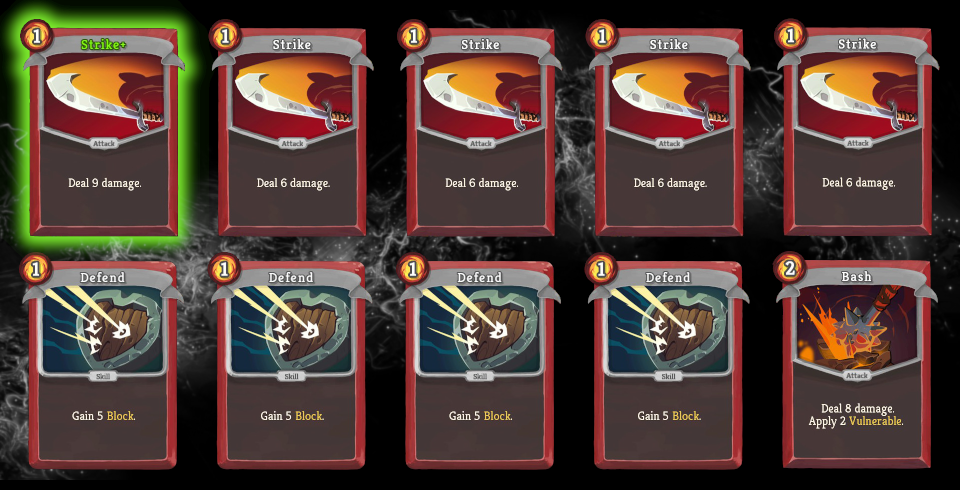 1 1 1 1 1
Strike+ Strike Strike Strike Strike
Attack Attack Attack Attack Attack
Deal 9 damage. Deal 6 damage. Deal 6 damage. Deal 6 damage. Deal 6 damage.
1 1 1 1 2
Defend Defend Defend Defend Bash
Skill Skill Skill Skill Attack
Gain 5 Block. Gain 5 Block. Gain 5 Block. Gain 5 Block. Deal 8 damage.
Apply 2 Vulnerable.